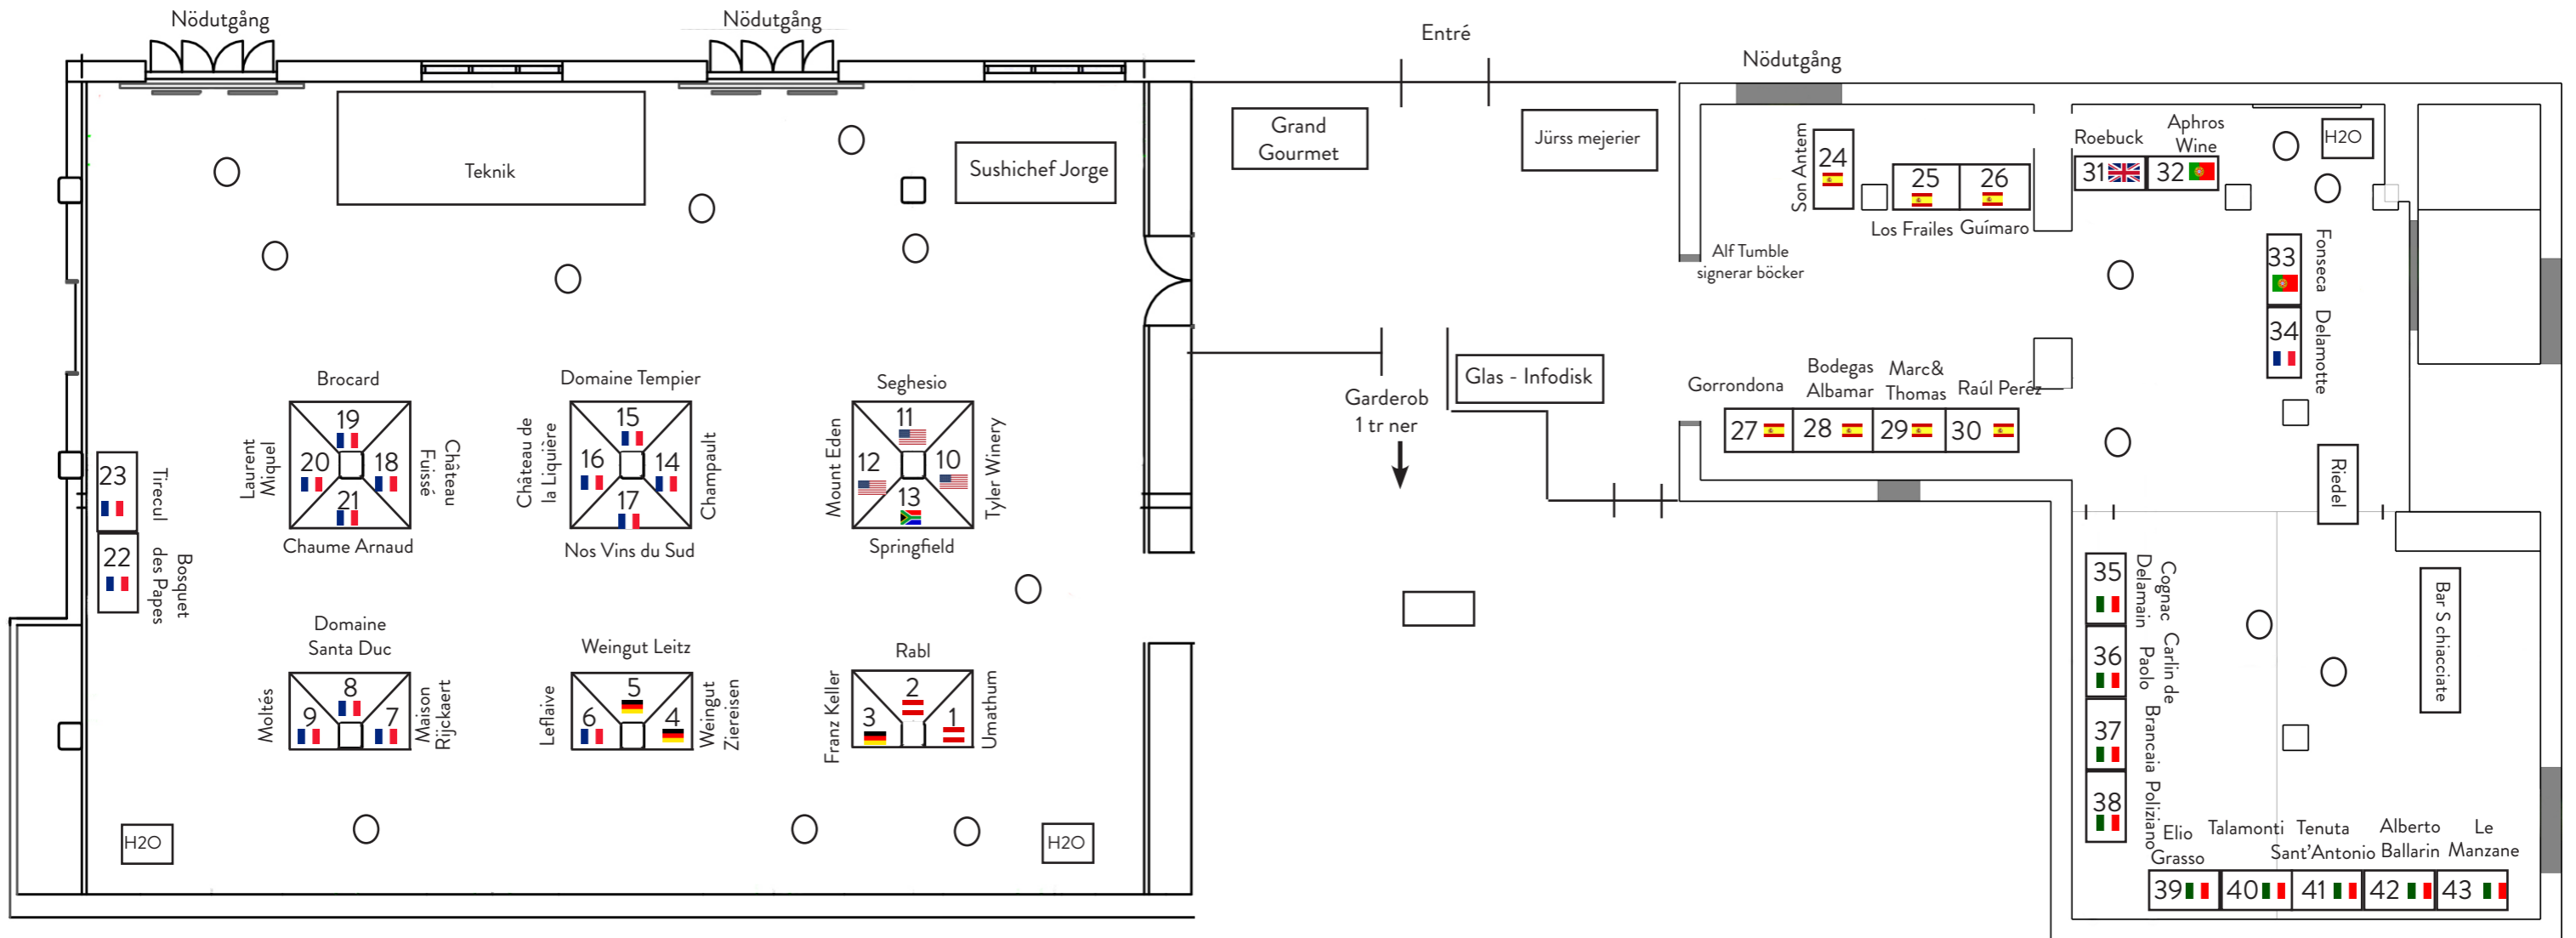 Nödutgång
Nödutgång
Entré
Nödutgång
Teknik
Sushichef Jorge
Grand
Gourmet
Jürss mejerier
Son Antem
24
25
26
Los Frailes
Guímaro
Roebuck
Aphros
Wine
31
32
H2O
Alf Tumble
signerar böcker
33
Fonseca
34
Delamotte
Glas - Infodisk
Garderob
1 tr ner
Gorrondona
Bodegas
Albamar
Marc&
Thomas
Raúl Peréz
27
28
29
30
Riedel
Brocard
19
Laurent
Miquel
20
18
Château
Fuissé
21
Chaume Arnaud
Domaine Tempier
15
Château de
la Liquière
16
14
Champault
17
Nos Vins du Sud
Seghesio
11
Mount Eden
12
10
Tyler Winery
13
Springfield
23
Tirecul
22
Bosquet
des Papes
Domaine
Santa Duc
8
Moltés
9
7
Maison
Rijckaert
Weingut Leitz
5
Leflaive
6
4
Weingut
Ziereisen
Rabl
2
Franz Keller
3
1
Umathum
H2O
H2O
35
Cognac
Delamain
36
Carlin de
Paolo
37
Brancaia
38
Poliziano
Bar S chiacciate
Elio
Grasso
Talamonti
Tenuta
Sant'Antonio
Alberto
Ballarin
Le
Manzane
39
40
41
42
43